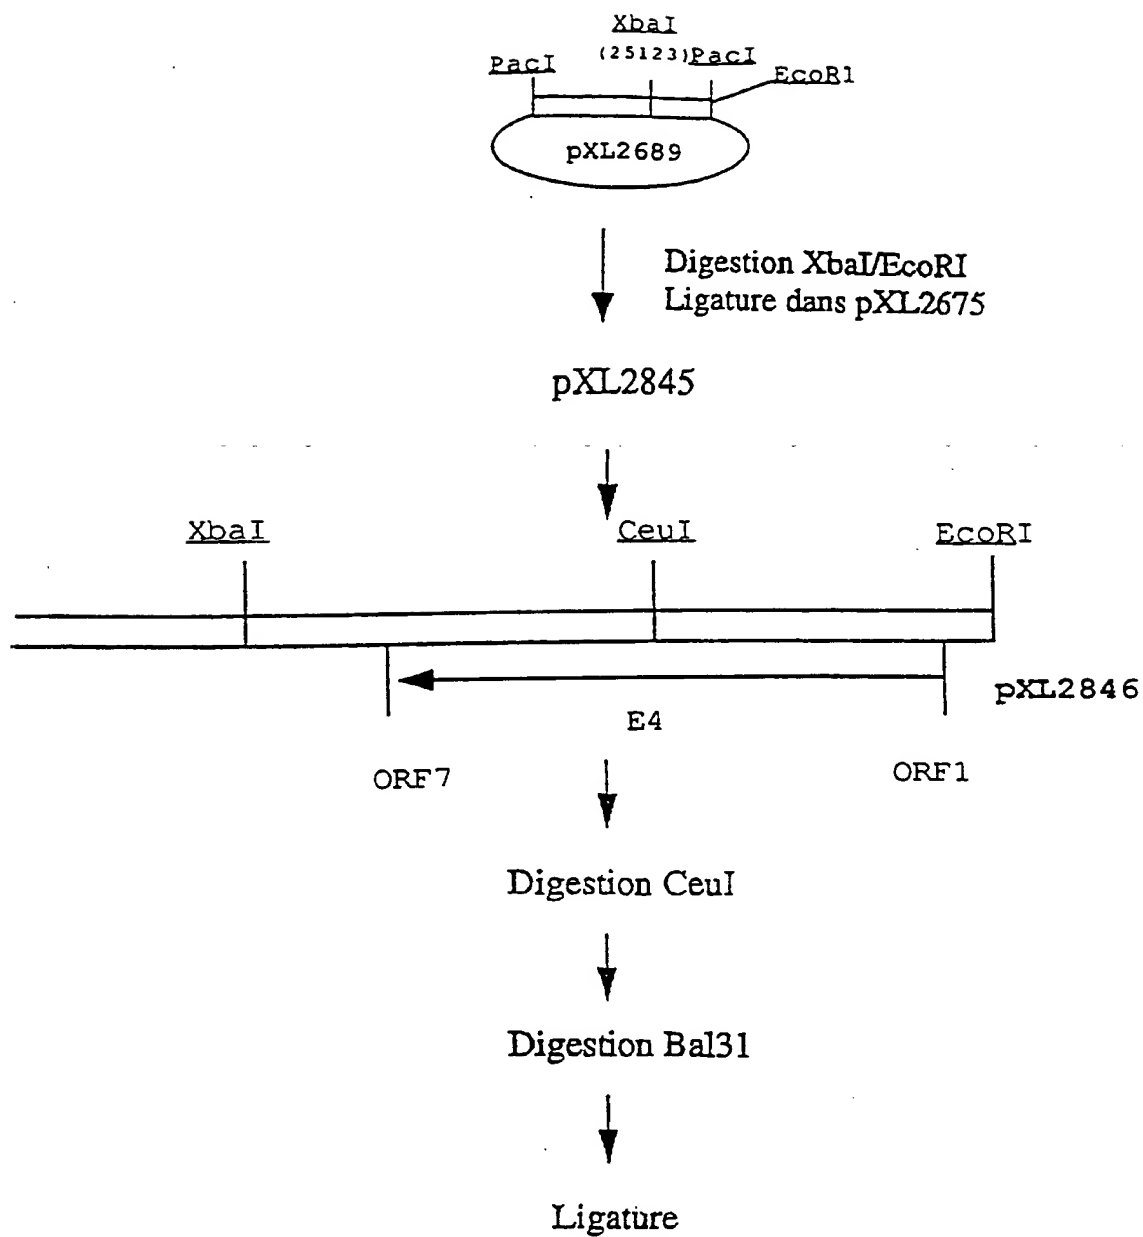 XbaI
(25123)
PacI
PacI
EcoR1
pXL2689
Digestion XbaI/EcoRI
Ligature dans pXL2675
pXL2845
XbaI
CeuI
EcoRI
pXL2846
E4
ORF7
ORF1
Digestion CeuI
Digestion Bal31
Ligature